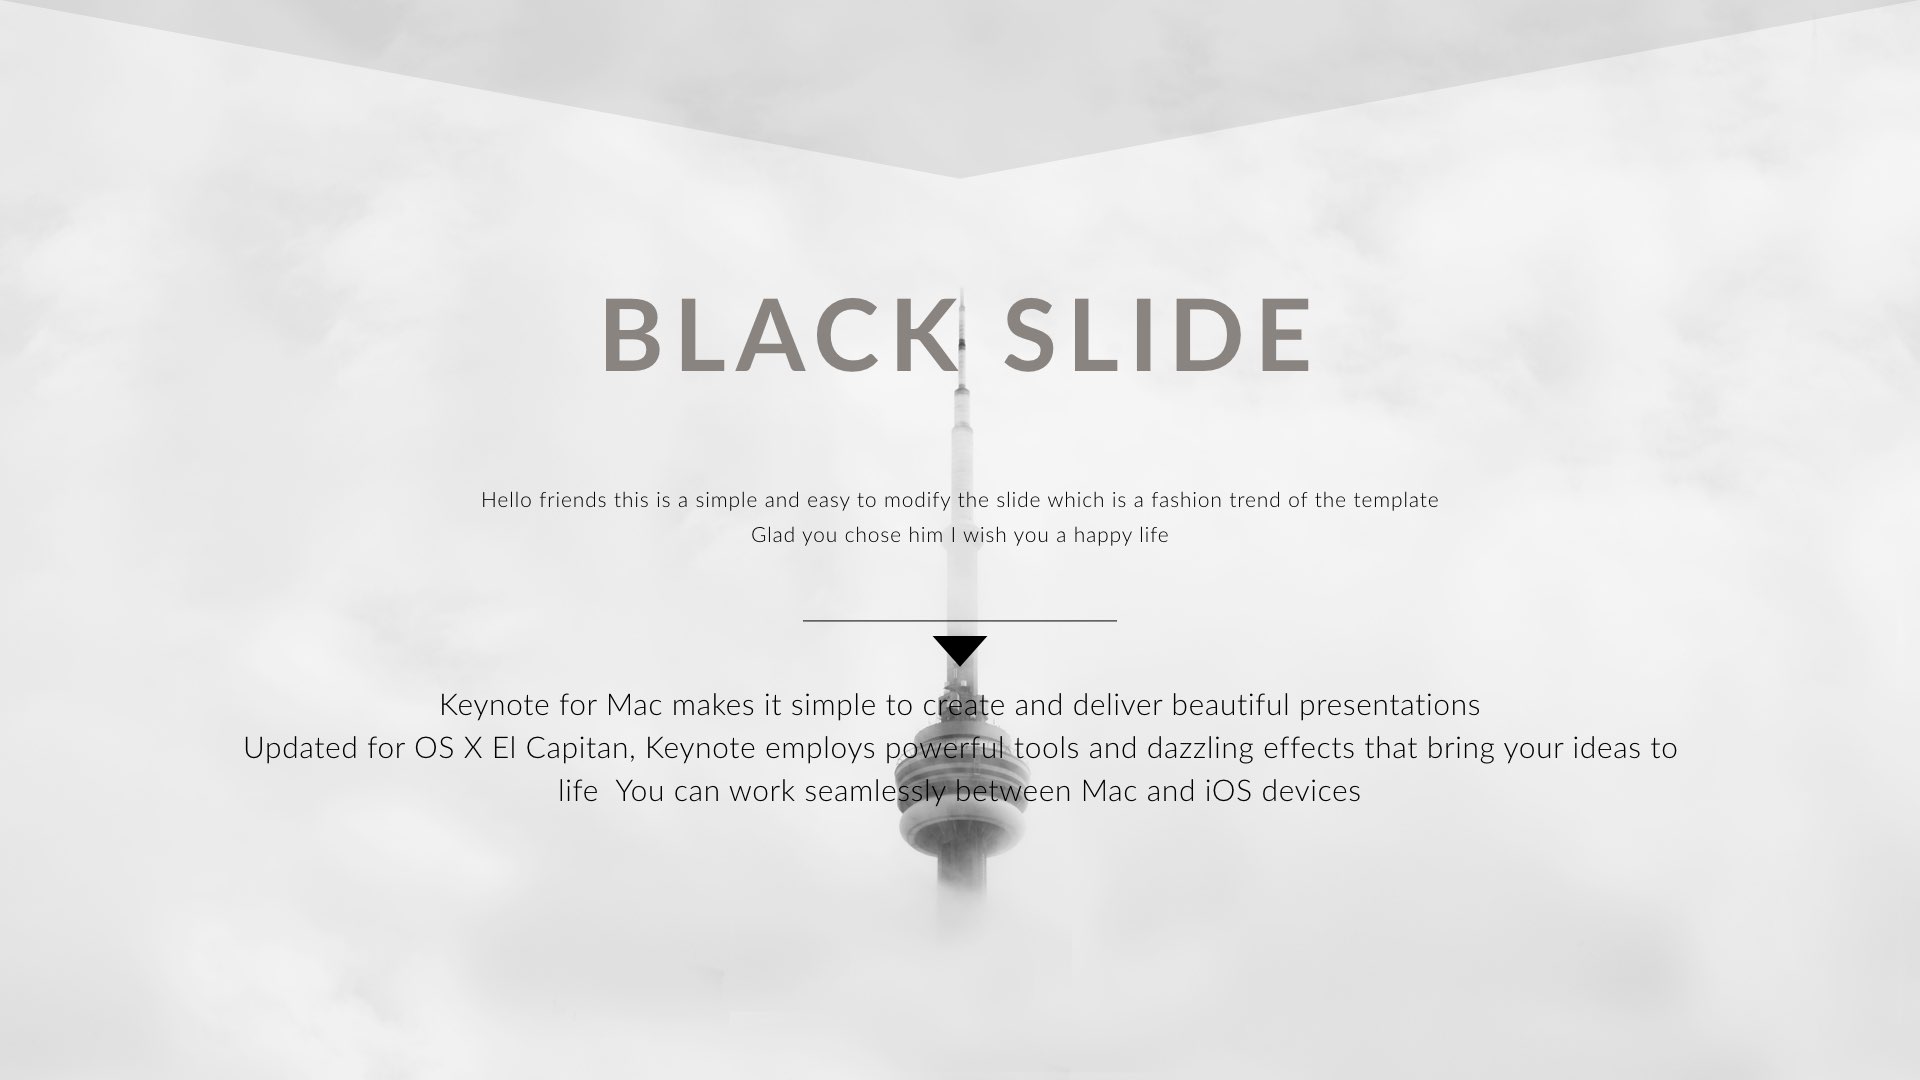 BLACK SLIDE
Hello friends this is a simple and easy to modify the slide which is a fashion trend of the template
Glad you chose him I wish you a happy life
Keynote for Mac makes it simple to create and deliver beautiful presentations
Updated for OS X El Capitan, Keynote employs powerful tools and dazzling effects that bring your ideas to
life  You can work seamlessly between Mac and iOS devices